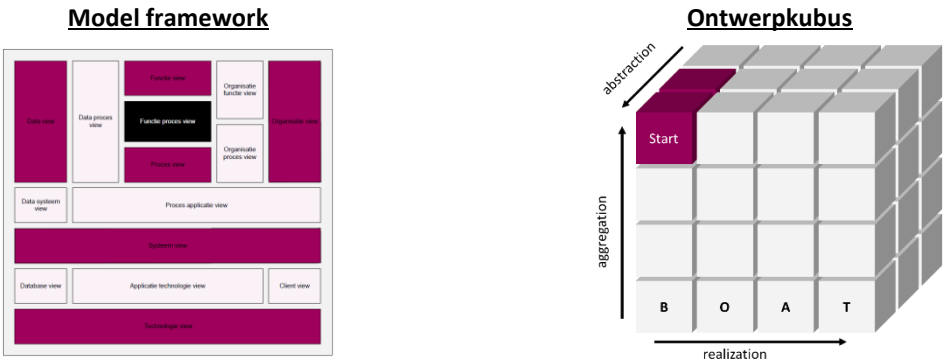 Model framework
Functie view
Data view
Data proces
view
Functie proces view
Proces view
Organisatie
functie view
Organisatie
proces view
Organisatie view
Data systeem
view
Proces applicatie view
Systeem view
Database view
Applicatie technologie view
Client view
Technologie view
Ontwerpkubus
abstraction
Start
aggregation
B O A T
realization